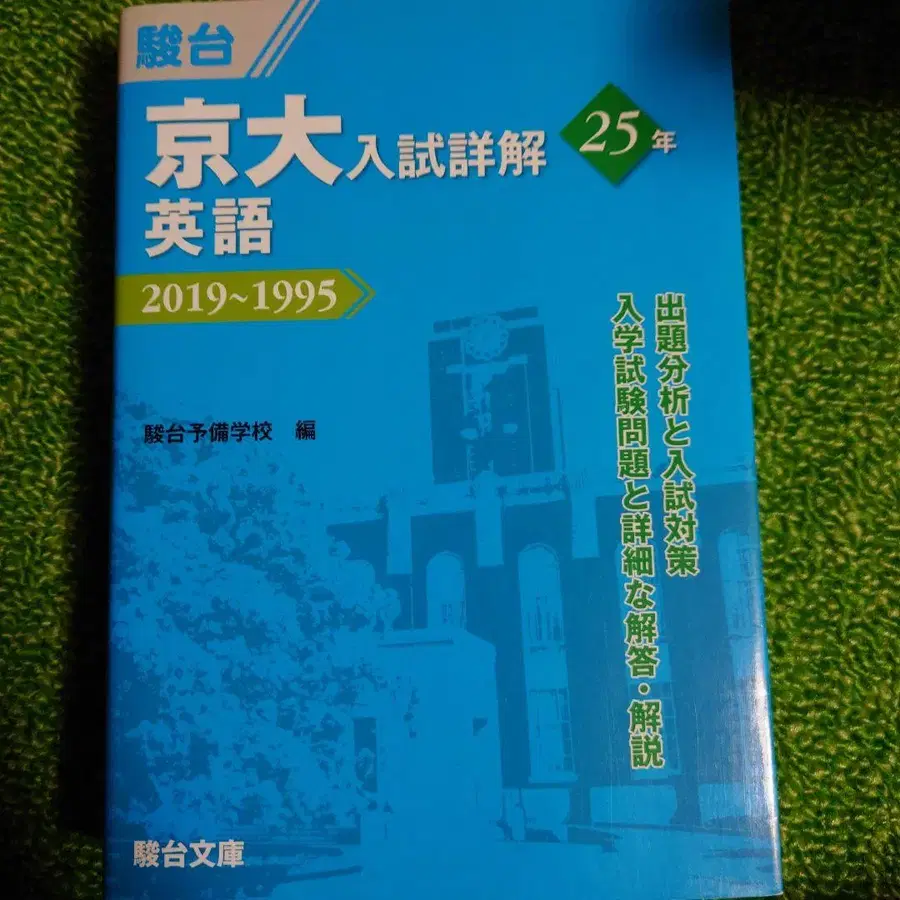 駿台
京大入試詳解
25年
英語
2019~1995
出題分析と入試対策
入学試験問題と詳細な解答・解説
駿台予備学校 編
駿台文庫